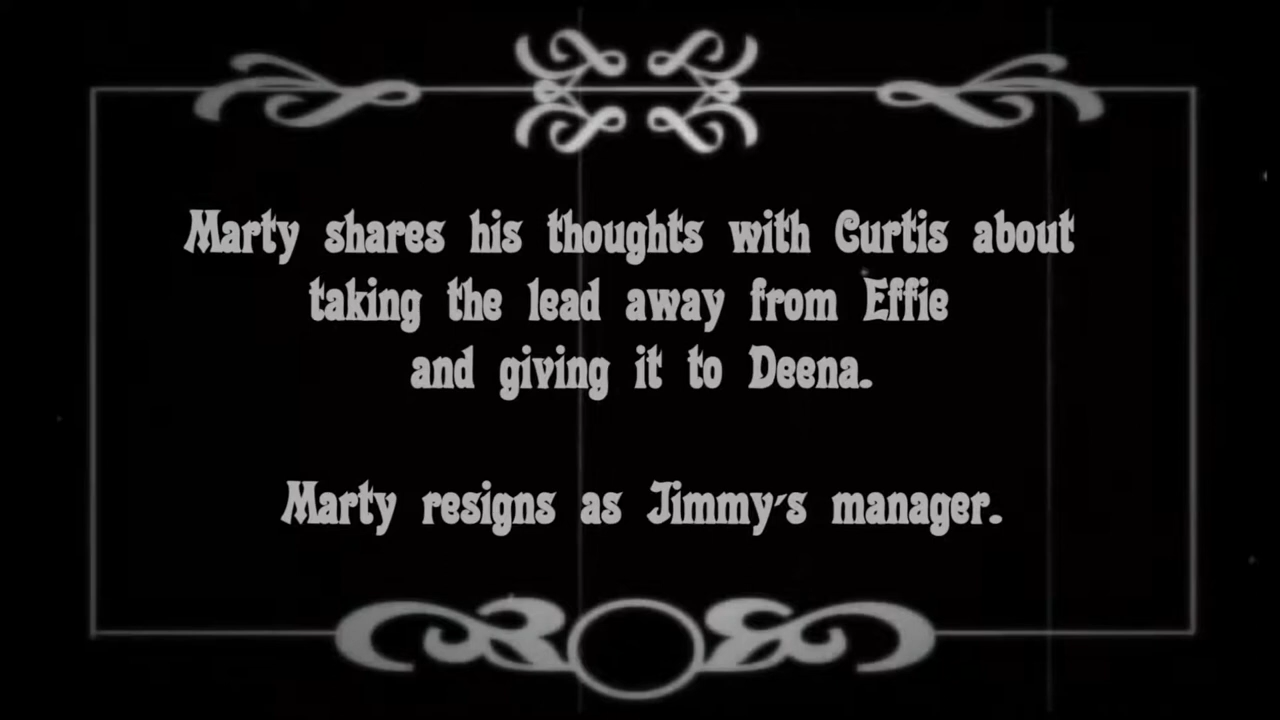 Marty shares his thoughts with Curtis about
taking the lead away from Effie
and giving it to Deena.
Marty resigns as Jimmy's manager.